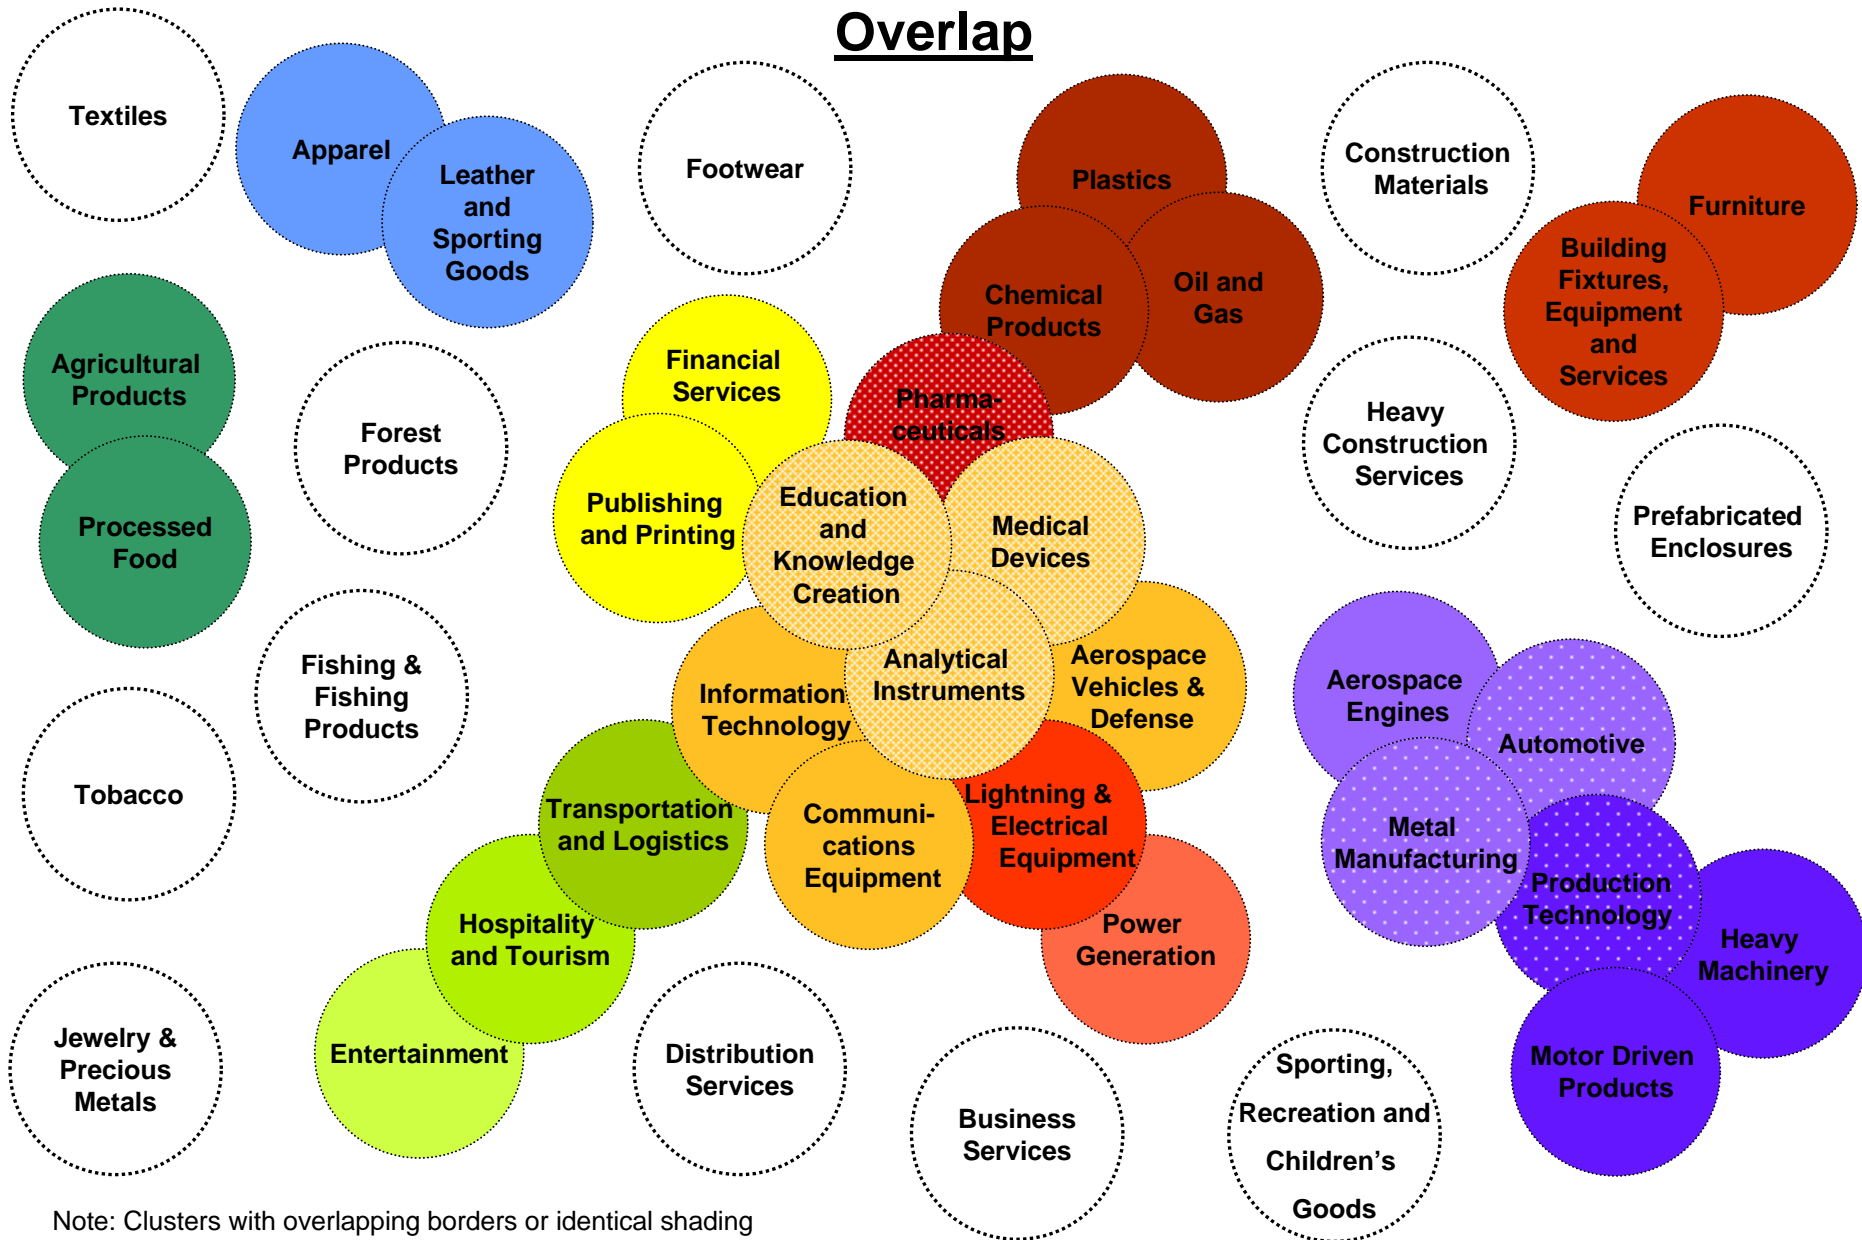 Overlap
Textiles
Apparel
Leather
and
Sporting
Goods
Footwear
Plastics
Chemical
Products
Oil and
Gas
Construction
Materials
Furniture
Building
Fixtures,
Equipment
and
Services
Agricultural
Products
Processed
Food
Forest
Products
Financial
Services
Publishing
and Printing
Pharma-
ceuticals
Education
and
Knowledge
Creation
Medical
Devices
Heavy
Construction
Services
Prefabricated
Enclosures
Fishing &
Fishing
Products
Tobacco
Information
Technology
Analytical
Instruments
Aerospace
Vehicles &
Defense
Aerospace
Engines
Automotive
Transportation
and Logistics
Communi-
cations
Equipment
Lightning &
Electrical
Equipment
Metal
Manufacturing
Production
Technology
Hospitality
and Tourism
Power
Generation
Heavy
Machinery
Jewelry &
Precious
Metals
Entertainment
Distribution
Services
Business
Services
Sporting,
Recreation and
Children’s
Goods
Motor Driven
Products
Note: Clusters with overlapping borders or identical shading